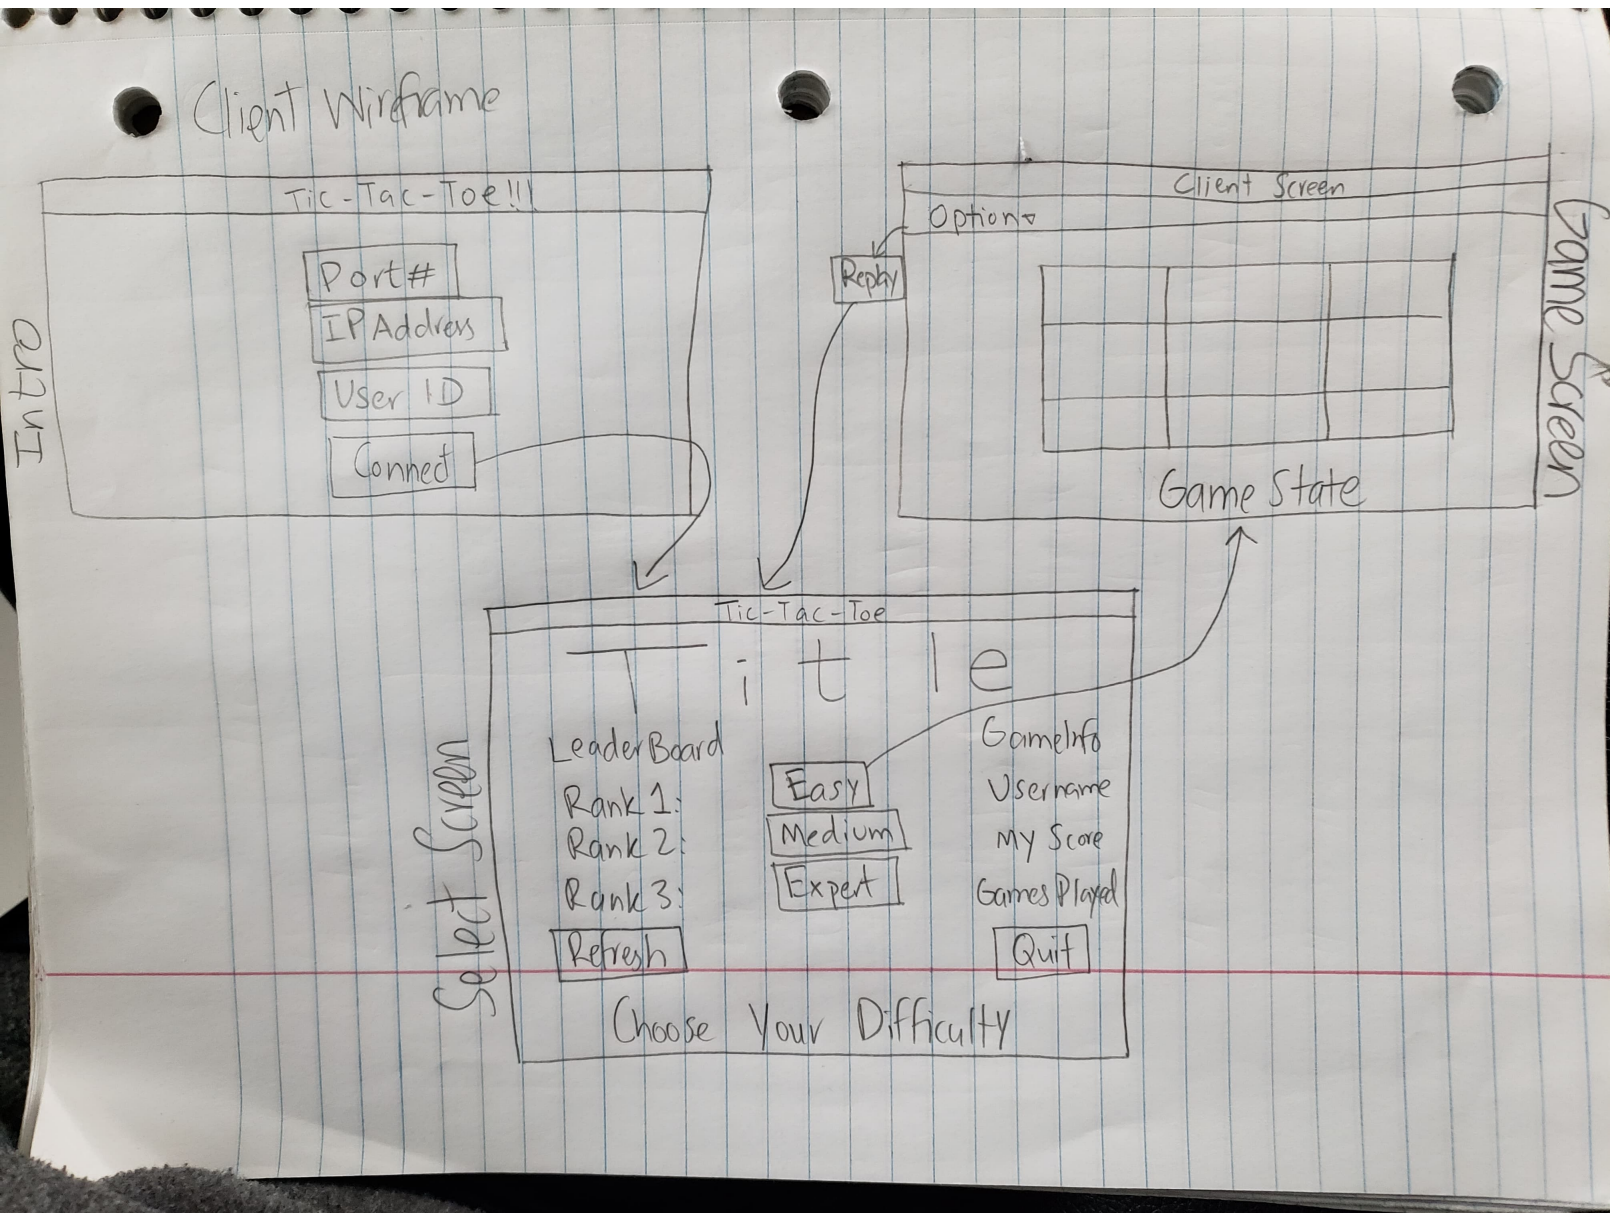 Client Wireframe
Intro
Tic-Tac-Toe!!!
Port#
IP Address
User ID
Connect
Game Screen
Client Screen
Option
Replay
Game State
Select Screen
Tic-Tac-Toe
Title
LeaderBoard
Rank 1:
Rank 2:
Rank 3:
Refresh
Easy
Medium
Expert
GameInfo
Username
My Score
Games Played
Quit
Choose Your Difficulty